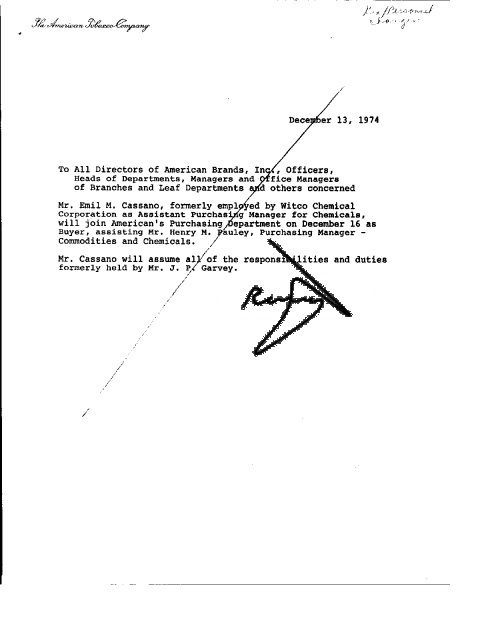 The American Tobacco Company
Personnel
December 13, 1974
To All Directors of American Brands, Inc., Officers,
Heads of Departments, Managers and Office Managers
of Branches and Leaf Departments and others concerned
Mr. Emil M. Cassano, formerly employed by Witco Chemical
Corporation as Assistant Purchasing Manager for Chemicals,
will join American's Purchasing Department on December 16 as
Buyer, assisting Mr. Henry M. Pauley, Purchasing Manager -
Commodities and Chemicals.
Mr. Cassano will assume all of the responsibilities and duties
formerly held by Mr. J. P. Garvey.